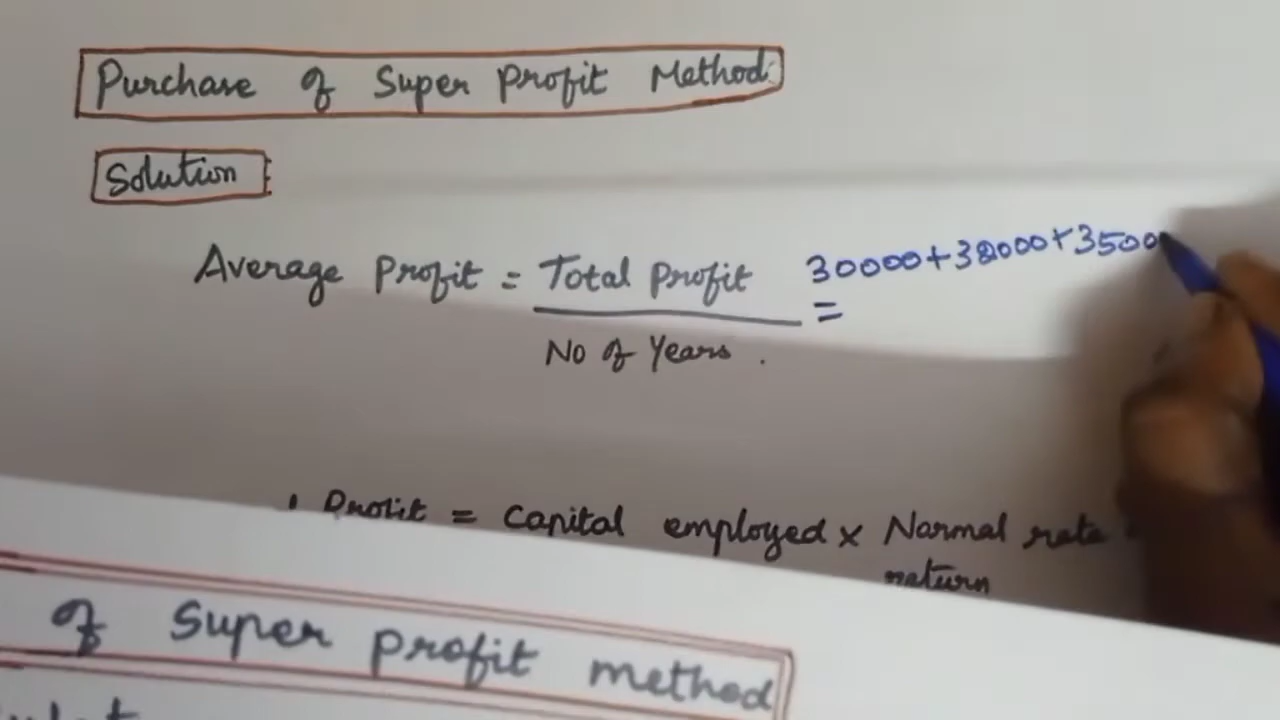 Purchase of Super Profit Method:
Solution
Average Profit = Total Profit / No of Years .
= 30000+38000+3500
Profit = Capital employed x Normal rate
return
of Super profit method